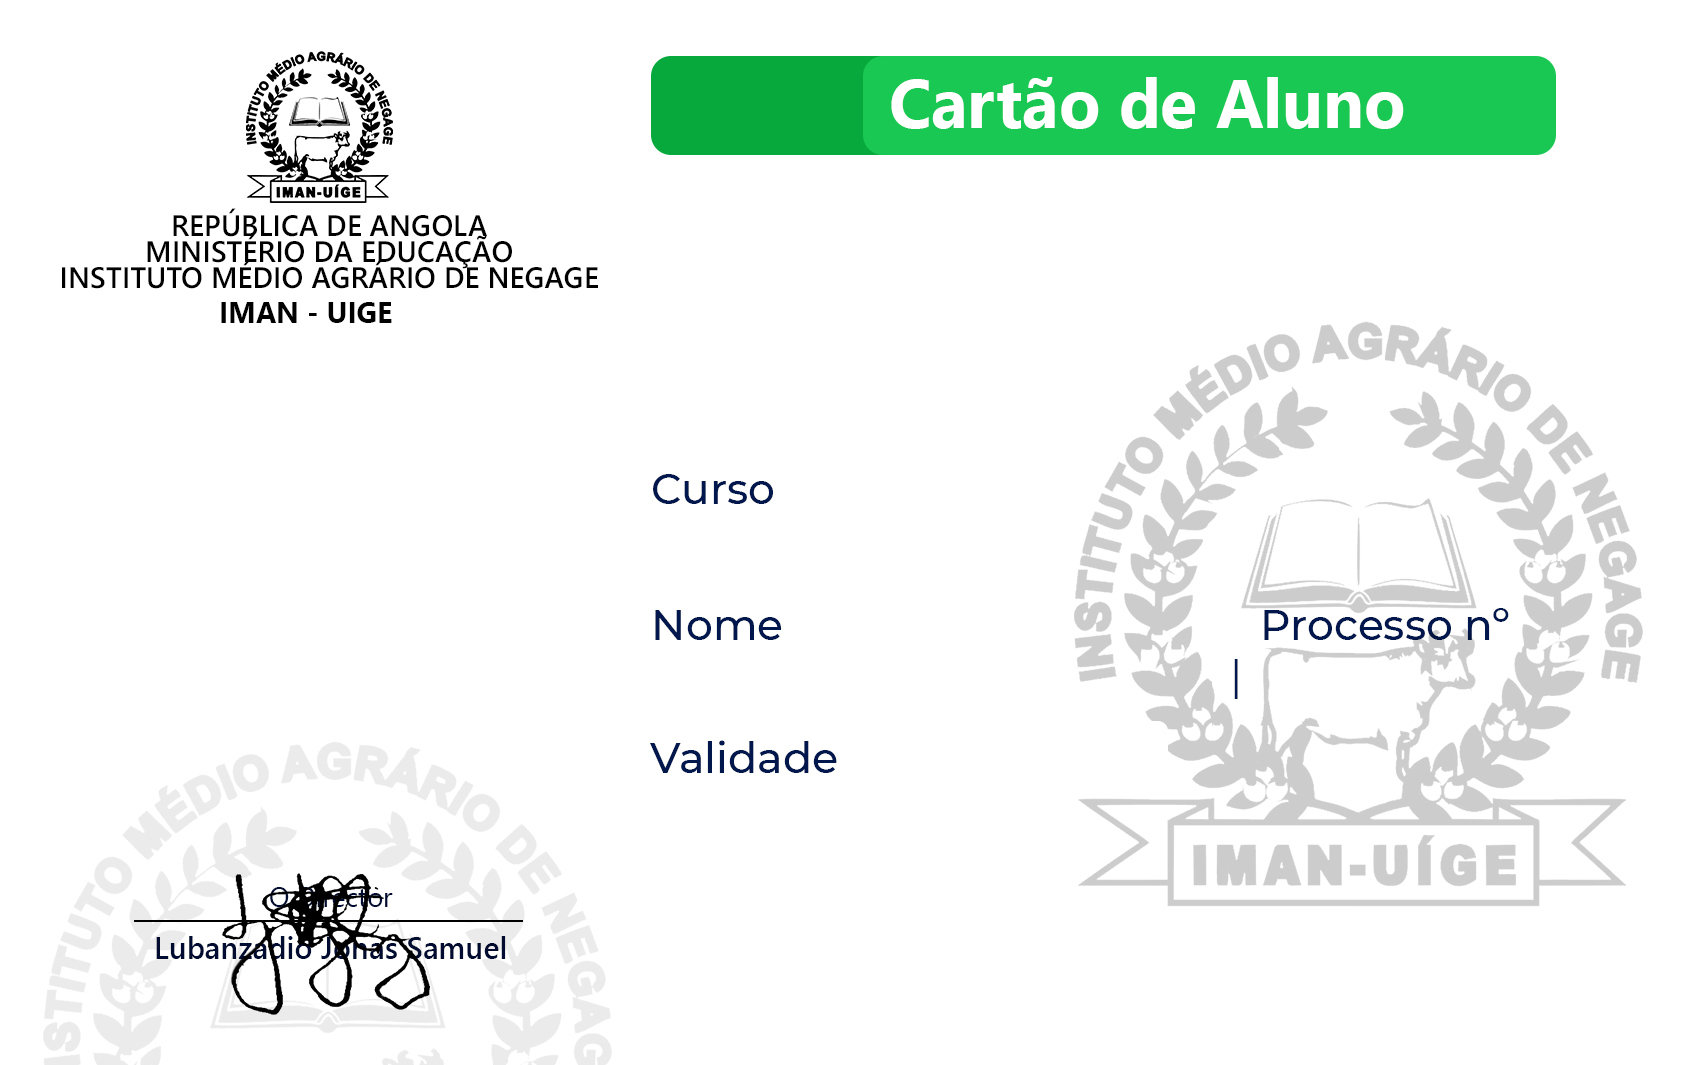 INSTITUTO MÉDIO AGRÁRIO DE NEGAGE
IMAN-UÍGE
REPÚBLICA DE ANGOLA
MINISTÉRIO DA EDUCAÇÃO
INSTITUTO MÉDIO AGRÁRIO DE NEGAGE
IMAN - UIGE
Cartão de Aluno
INSTITUTO MÉDIO AGRÁRIO DE NEGAGE
Curso
Nome
Processo nº
|
Validade
IMAN-UÍGE
INSTITUTO MÉDIO AGRÁRIO DE NEGAGE
O Director
Lubanzadio Jonas Samuel